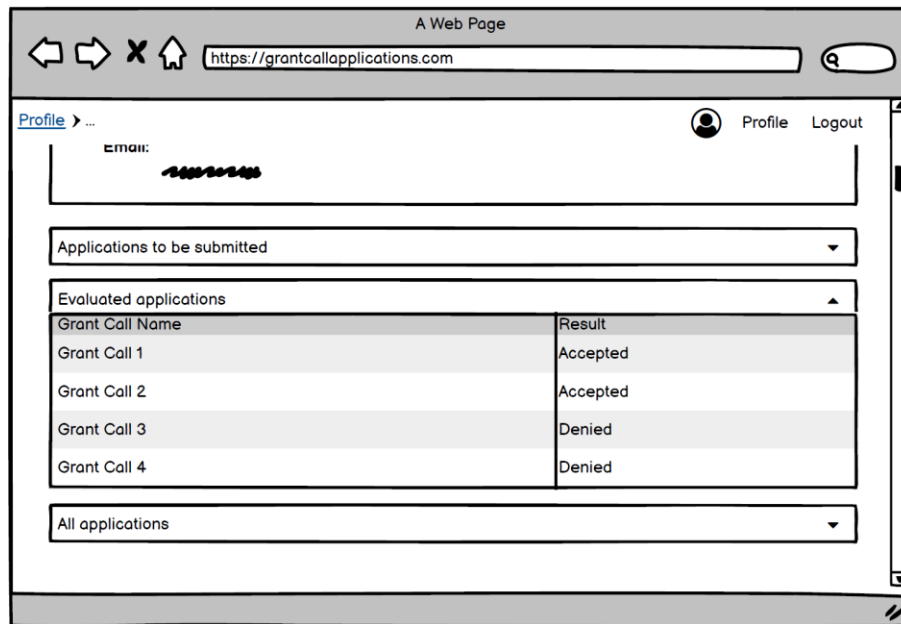 A Web Page
https://grantcallapplications.com
Profile ...
Profile Logout
Email:
Applications to be submitted
Evaluated applications
Grant Call Name Result
Grant Call 1 Accepted
Grant Call 2 Accepted
Grant Call 3 Denied
Grant Call 4 Denied
All applications